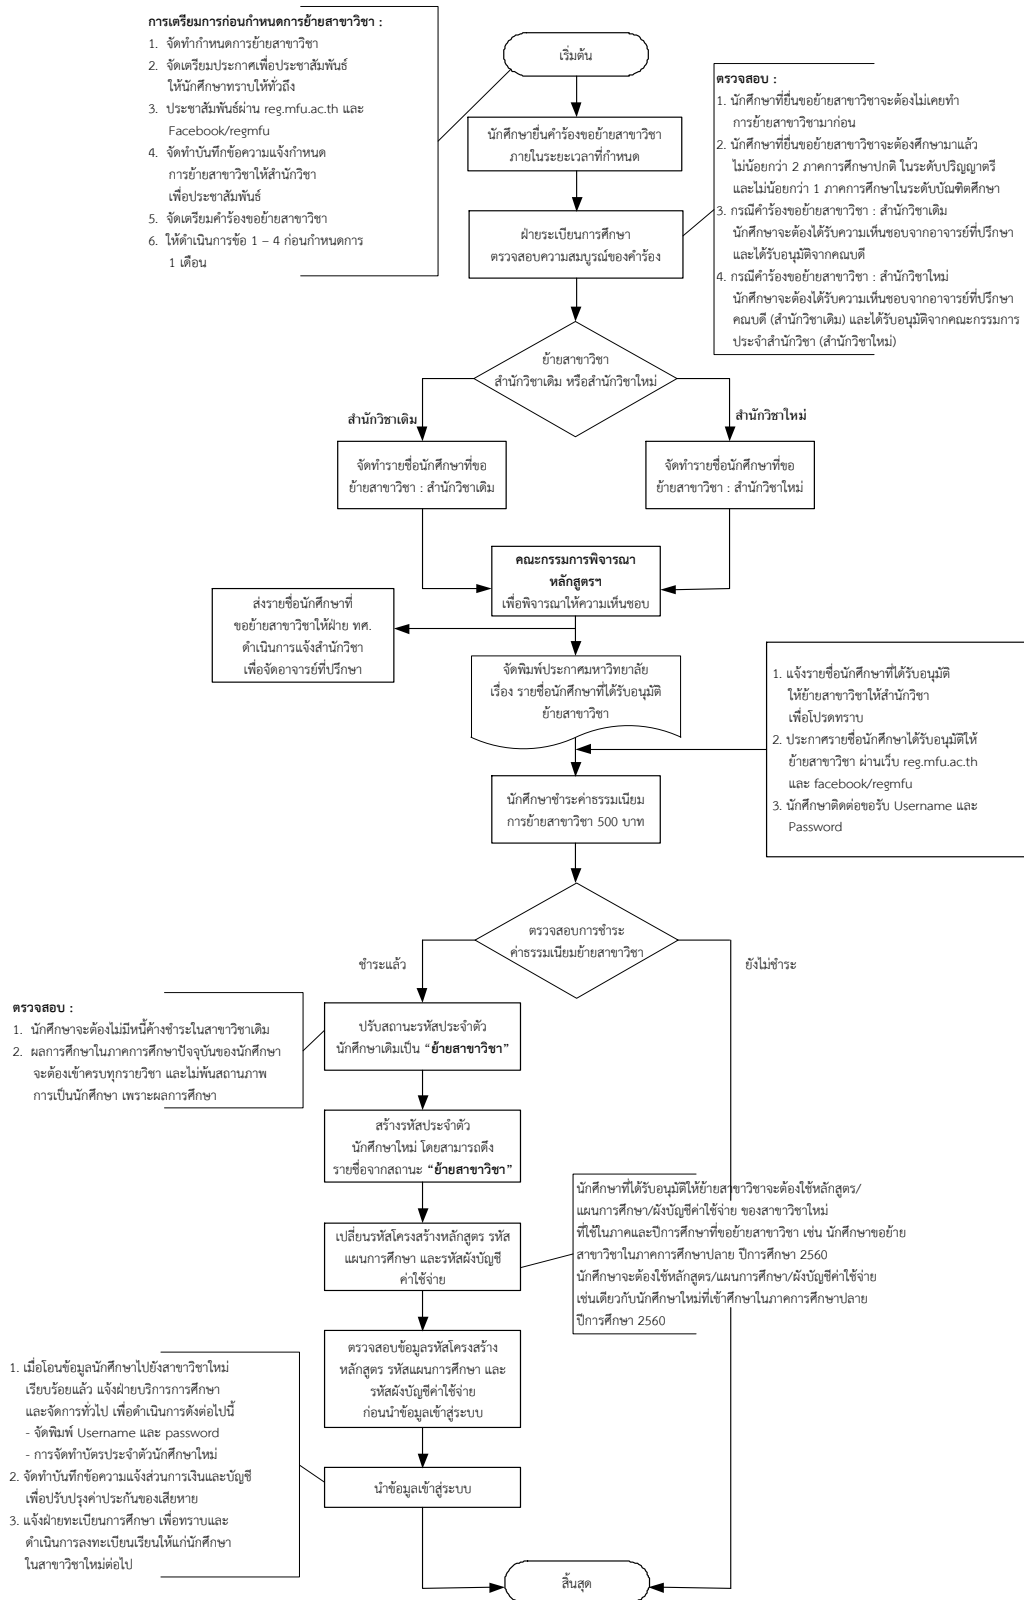 การเตรียมการก่อนกำหนดการย้ายสาขาวิชา :
1. จัดทำกำหนดการย้ายสาขาวิชา
2. จัดเตรียมประกาศเพื่อประชาสัมพันธ์
ให้นักศึกษาทราบให้ทั่วถึง
3. ประชาสัมพันธ์ผ่าน reg.mfu.ac.th และ
Facebook/regmfu
4. จัดทำบันทึกข้อความแจ้งกำหนด
การย้ายสาขาวิชาให้สำนักวิชา
เพื่อประชาสัมพันธ์
5. จัดเตรียมคำร้องขอย้ายสาขาวิชา
6. ให้ดำเนินการข้อ 1 – 4 ก่อนกำหนดการ
1 เดือน
เริ่มต้น
นักศึกษายื่นคำร้องขอย้ายสาขาวิชา
ภายในระยะเวลาที่กำหนด
ฝ่ายระเบียนการศึกษา
ตรวจสอบความสมบูรณ์ของคำร้อง
ตรวจสอบ :
1. นักศึกษาที่ยื่นขอย้ายสาขาวิชาจะต้องไม่เคยทำ
การย้ายสาขาวิชามาก่อน
2. นักศึกษาที่ยื่นขอย้ายสาขาวิชาจะต้องศึกษามาแล้ว
ไม่น้อยกว่า 2 ภาคการศึกษาปกติ ในระดับปริญญาตรี
และไม่น้อยกว่า 1 ภาคการศึกษาในระดับบัณฑิตศึกษา
3. กรณีคำร้องขอย้ายสาขาวิชา : สำนักวิชาเดิม
นักศึกษาจะต้องได้รับความเห็นชอบจากอาจารย์ที่ปรึกษา
และได้รับอนุมัติจากคณบดี
4. กรณีคำร้องขอย้ายสาขาวิชา : สำนักวิชาใหม่
นักศึกษาจะต้องได้รับความเห็นชอบจากอาจารย์ที่ปรึกษา
คณบดี (สำนักวิชาเดิม) และได้รับอนุมัติจากคณะกรรมการ
ประจำสำนักวิชา (สำนักวิชาใหม่)
ย้ายสาขาวิชา
สำนักวิชาเดิม หรือสำนักวิชาใหม่
สำนักวิชาเดิม
สำนักวิชาใหม่
จัดทำรายชื่อนักศึกษาที่ขอ
ย้ายสาขาวิชา : สำนักวิชาเดิม
จัดทำรายชื่อนักศึกษาที่ขอ
ย้ายสาขาวิชา : สำนักวิชาใหม่
คณะกรรมการพิจารณา
หลักสูตรฯ
เพื่อพิจารณาให้ความเห็นชอบ
ส่งรายชื่อนักศึกษาที่
ขอย้ายสาขาวิชาให้ฝ่าย ทศ.
ดำเนินการแจ้งสำนักวิชา
เพื่อจัดอาจารย์ที่ปรึกษา
จัดพิมพ์ประกาศมหาวิทยาลัย
เรื่อง รายชื่อนักศึกษาที่ได้รับอนุมัติ
ย้ายสาขาวิชา
1. แจ้งรายชื่อนักศึกษาที่ได้รับอนุมัติ
ให้ย้ายสาขาวิชาให้สำนักวิชา
เพื่อโปรดทราบ
2. ประกาศรายชื่อนักศึกษาได้รับอนุมัติให้
ย้ายสาขาวิชา ผ่านเว็บ reg.mfu.ac.th
และ facebook/regmfu
3. นักศึกษาติดต่อขอรับ Username และ
Password
นักศึกษาชำระค่าธรรมเนียม
การย้ายสาขาวิชา 500 บาท
ตรวจสอบการชำระ
ค่าธรรมเนียมย้ายสาขาวิชา
ชำระแล้ว
ยังไม่ชำระ
ตรวจสอบ :
1. นักศึกษาจะต้องไม่มีหนี้ค้างชำระในสาขาวิชาเดิม
2. ผลการศึกษาในภาคการศึกษาปัจจุบันของนักศึกษา
จะต้องเข้าครบทุกรายวิชา และไม่พ้นสถานภาพ
การเป็นนักศึกษา เพราะผลการศึกษา
ปรับสถานะรหัสประจำตัว
นักศึกษาเดิมเป็น “ย้ายสาขาวิชา”
สร้างรหัสประจำตัว
นักศึกษาใหม่ โดยสามารถดึง
รายชื่อจากสถานะ “ย้ายสาขาวิชา”
เปลี่ยนรหัสโครงสร้างหลักสูตร รหัส
แผนการศึกษา และรหัสผังบัญชี
ค่าใช้จ่าย
นักศึกษาที่ได้รับอนุมัติให้ย้ายสาขาวิชาจะต้องใช้หลักสูตร/
แผนการศึกษา/ผังบัญชีค่าใช้จ่าย ของสาขาวิชาใหม่
ที่ใช้ในภาคและปีการศึกษาที่ขอย้ายสาขาวิชา เช่น นักศึกษาขอย้าย
สาขาวิชาในภาคการศึกษาปลาย ปีการศึกษา 2560
นักศึกษาจะต้องใช้หลักสูตร/แผนการศึกษา/ผังบัญชีค่าใช้จ่าย
เช่นเดียวกับนักศึกษาใหม่ที่เข้าศึกษาในภาคการศึกษาปลาย
ปีการศึกษา 2560
ตรวจสอบข้อมูลรหัสโครงสร้าง
หลักสูตร รหัสแผนการศึกษา และ
รหัสผังบัญชีค่าใช้จ่าย
ก่อนนำข้อมูลเข้าสู่ระบบ
1. เมื่อโอนข้อมูลนักศึกษาไปยังสาขาวิชาใหม่
เรียบร้อยแล้ว แจ้งฝ่ายบริการการศึกษา
และจัดการทั่วไป เพื่อดำเนินการดังต่อไปนี้
- จัดพิมพ์ Username และ password
- การจัดทำบัตรประจำตัวนักศึกษาใหม่
2. จัดทำบันทึกข้อความแจ้งส่วนการเงินและบัญชี
เพื่อปรับปรุงค่าประกันของเสียหาย
3. แจ้งฝ่ายทะเบียนการศึกษา เพื่อทราบและ
ดำเนินการลงทะเบียนเรียนให้แก่นักศึกษา
ในสาขาวิชาใหม่ต่อไป
นำข้อมูลเข้าสู่ระบบ
สิ้นสุด